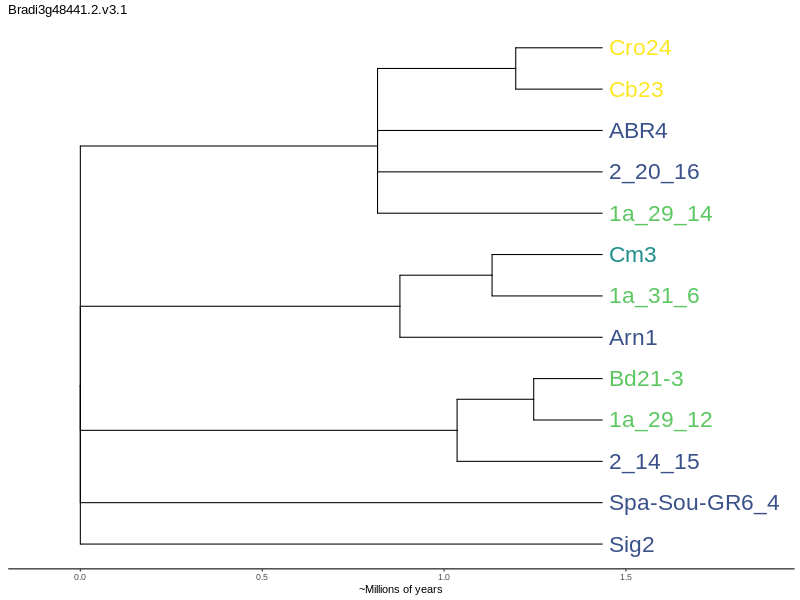 Bradi3g48441.2.v3.1
Cro24
Cb23
ABR4
2_20_16
1a_29_14
Cm3
1a_31_6
Arn1
Bd21-3
1a_29_12
2_14_15
Spa-Sou-GR6_4
Sig2
0.0 0.5 1.0 1.5
~Millions of years